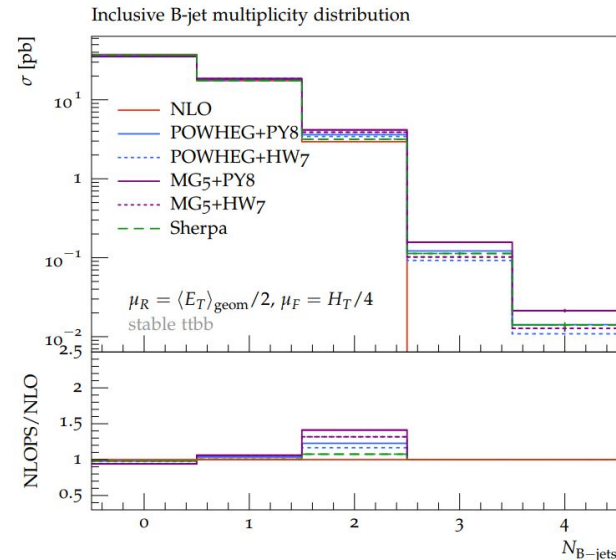 Inclusive B-jet multiplicity distribution
σ [pb]
10¹
1
10⁻¹
10⁻²
NLO
POWHEG+PY8
POWHEG+HW7
MG5+PY8
MG5+HW7
Sherpa
μ_R = ⟨E_T⟩_geom/2, μ_F = H_T/4
stable ttbb
NLOPS/NLO
2.5
2
1.5
1
0.5
0 1 2 3 4
N_B−jets